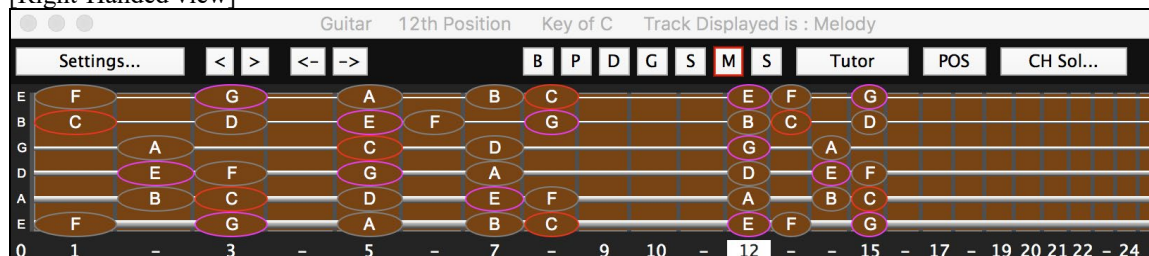 [Right-Handed view]
Guitar 12th Position Key of C Track Displayed is : Melody
Settings... < > <- -> B P D G S M S Tutor POS CH Sol...
E F G A B C E F G
B C D E F G B C D
G A C D G A
D E F G A D E F
A B C D E F A B C
E F G A B C E F G
0 1 - 3 - 5 - 7 - 9 10 - 12 - - 15 - 17 - 19 20 21 22 - 24